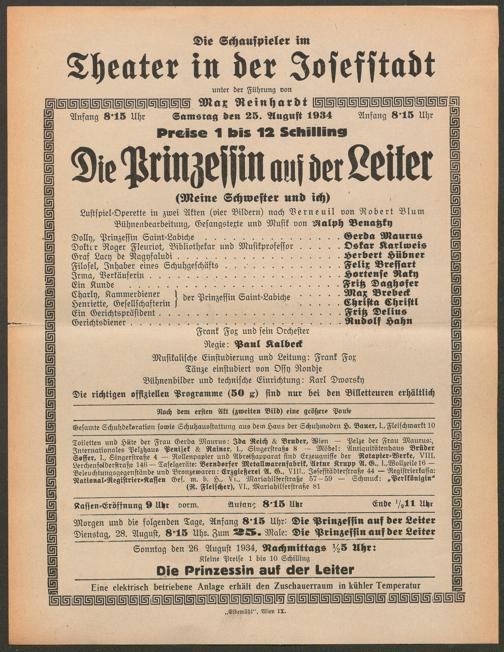 Die Schauspieler im
Theater in der Josefstadt
unter der Führung von
Max Reinhardt
Anfang 8·15 Uhr Samstag den 25. August 1934 Anfang 8·15 Uhr
Preise 1 bis 12 Schilling
Die Prinzessin auf der Leiter
(Meine Schwester und ich)
Lustspiel-Operette in zwei Akten (vier Bildern) nach Verneuil von Robert Blum
Bühnenbearbeitung, Gesangstexte und Musik von Ralph Benatzky
Dolly, Prinzessin Saint-Labiche . . . Gerda Maurus
Doktor Roger Fleuriot, Bibliothekar und Musikprofessor . . . Oskar Karlweis
Graf Lacy de Nagyfaludi . . . Herbert Hübner
Filosel, Inhaber eines Schuhgeschäfts . . . Felix Bressart
Irma, Verkäuferin . . . Hortense Raky
Ein Kunde . . . Fritz Daghofer
Charly, Kammerdiener } der Prinzessin Saint-Labiche . . . Max Brebeck
Henriette, Gesellschafterin } . . . Christa Christl
Ein Gerichtspräsident . . . Fritz Delius
Gerichtsdiener . . . Rudolf Hahn
Frank Fox und sein Orchester
Regie: Paul Kalbeck
Musikalische Einstudierung und Leitung: Frank Fox
Tänze einstudiert von Ossy Rondje
Bühnenbilder und technische Einrichtung: Karl Dworsky
Die richtigen offiziellen Programme (50 g) sind nur bei den Billetteuren erhältlich
Nach dem ersten Akt (zweiten Bild) eine größere Pause
Gesamte Schuhdekoration sowie Schuhausstattung aus dem Haus der Schuhmoden H. Bauer, I., Fleischmarkt 10
Toiletten und Hüte der Frau Gerda Maurus: Ida Reich & Bruder, Wien — Pelze der Frau Maurus:
Internationales Pelzhaus Penizek & Rainer, I., Singerstraße 8 — Möbel: Antiquitätenhaus Brüder
Soffer, I., Singerstraße 4 — Rollenpapier und Abreißapparat sind Erzeugnisse der Rotapier-Werke, VIII.
Lerchenfelderstraße 146 — Tafelgeräte: Berndorfer Metallwarenfabrik, Artur Krupp A. G., I., Wollzeile 16 —
Beleuchtungsgegenstände und Lederwaren: Erzgießerei A. G., VIII., Josefstädterstraße 44 — Registrierkassa:
National-Registrier-Kassen Ges. m. b. H., VI., Mariahilferstraße 57—59 — Schmuck: „Perlkönigin"
(R. Fleischer), VI., Mariahilferstraße 81
Kassen-Eröffnung 9 Uhr vorm. Anfang 8·15 Uhr Ende ½11 Uhr
Morgen und die folgenden Tage, Anfang 8·15 Uhr: Die Prinzessin auf der Leiter
Dienstag, 28. August, 8·15 Uhr. Zum 25. Male: Die Prinzessin auf der Leiter
Sonntag den 26 August 1934, Nachmittags ½5 Uhr:
Kleine Preise 1 bis 10 Schilling
Die Prinzessin auf der Leiter
Eine elektrisch betriebene Anlage erhält den Zuschauerraum in kühler Temperatur
„Elbemühl", Wien IX.